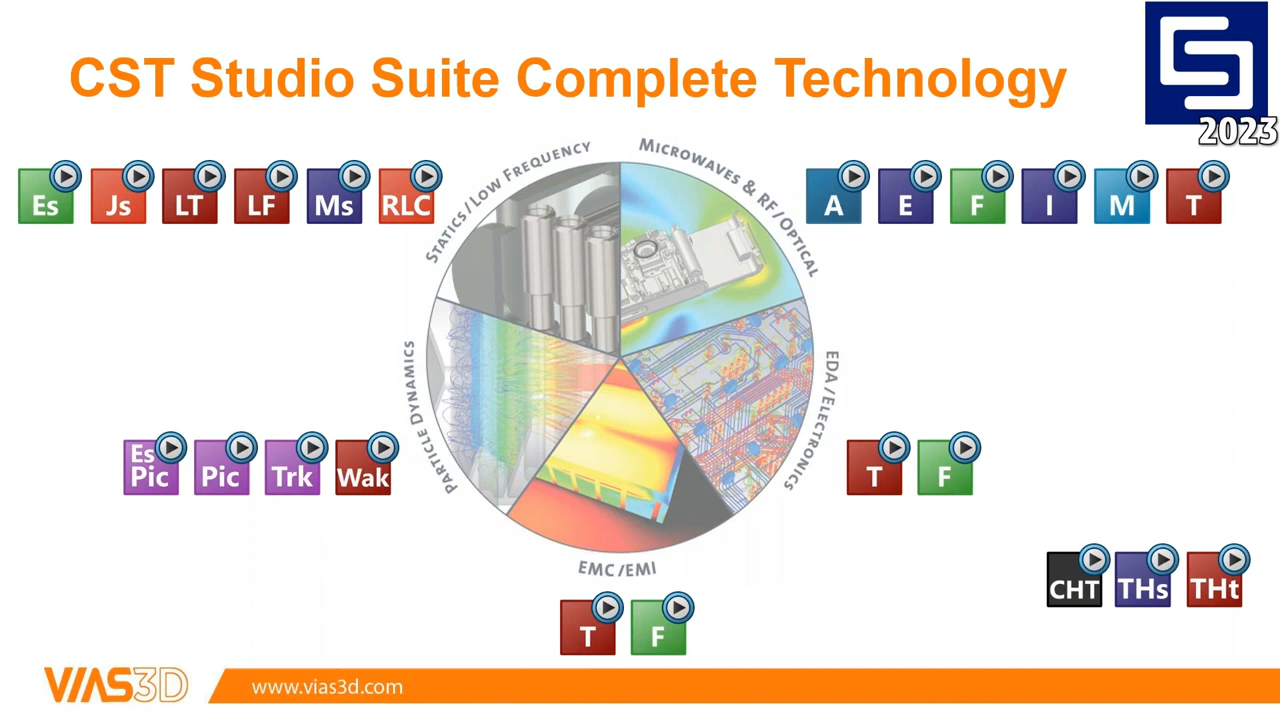 CST Studio Suite Complete Technology
2023
STATICS/LOW FREQUENCY
MICROWAVES & RF/OPTICAL
Es
Js
LT
LF
Ms
RLC
A
E
F
I
M
T
PARTICLE DYNAMICS
EDA/ELECTRONICS
Es
Pic
Pic
Trk
Wak
T
F
EMC/EMI
CHT
THs
THt
T
F
VIAS3D
www.vias3d.com